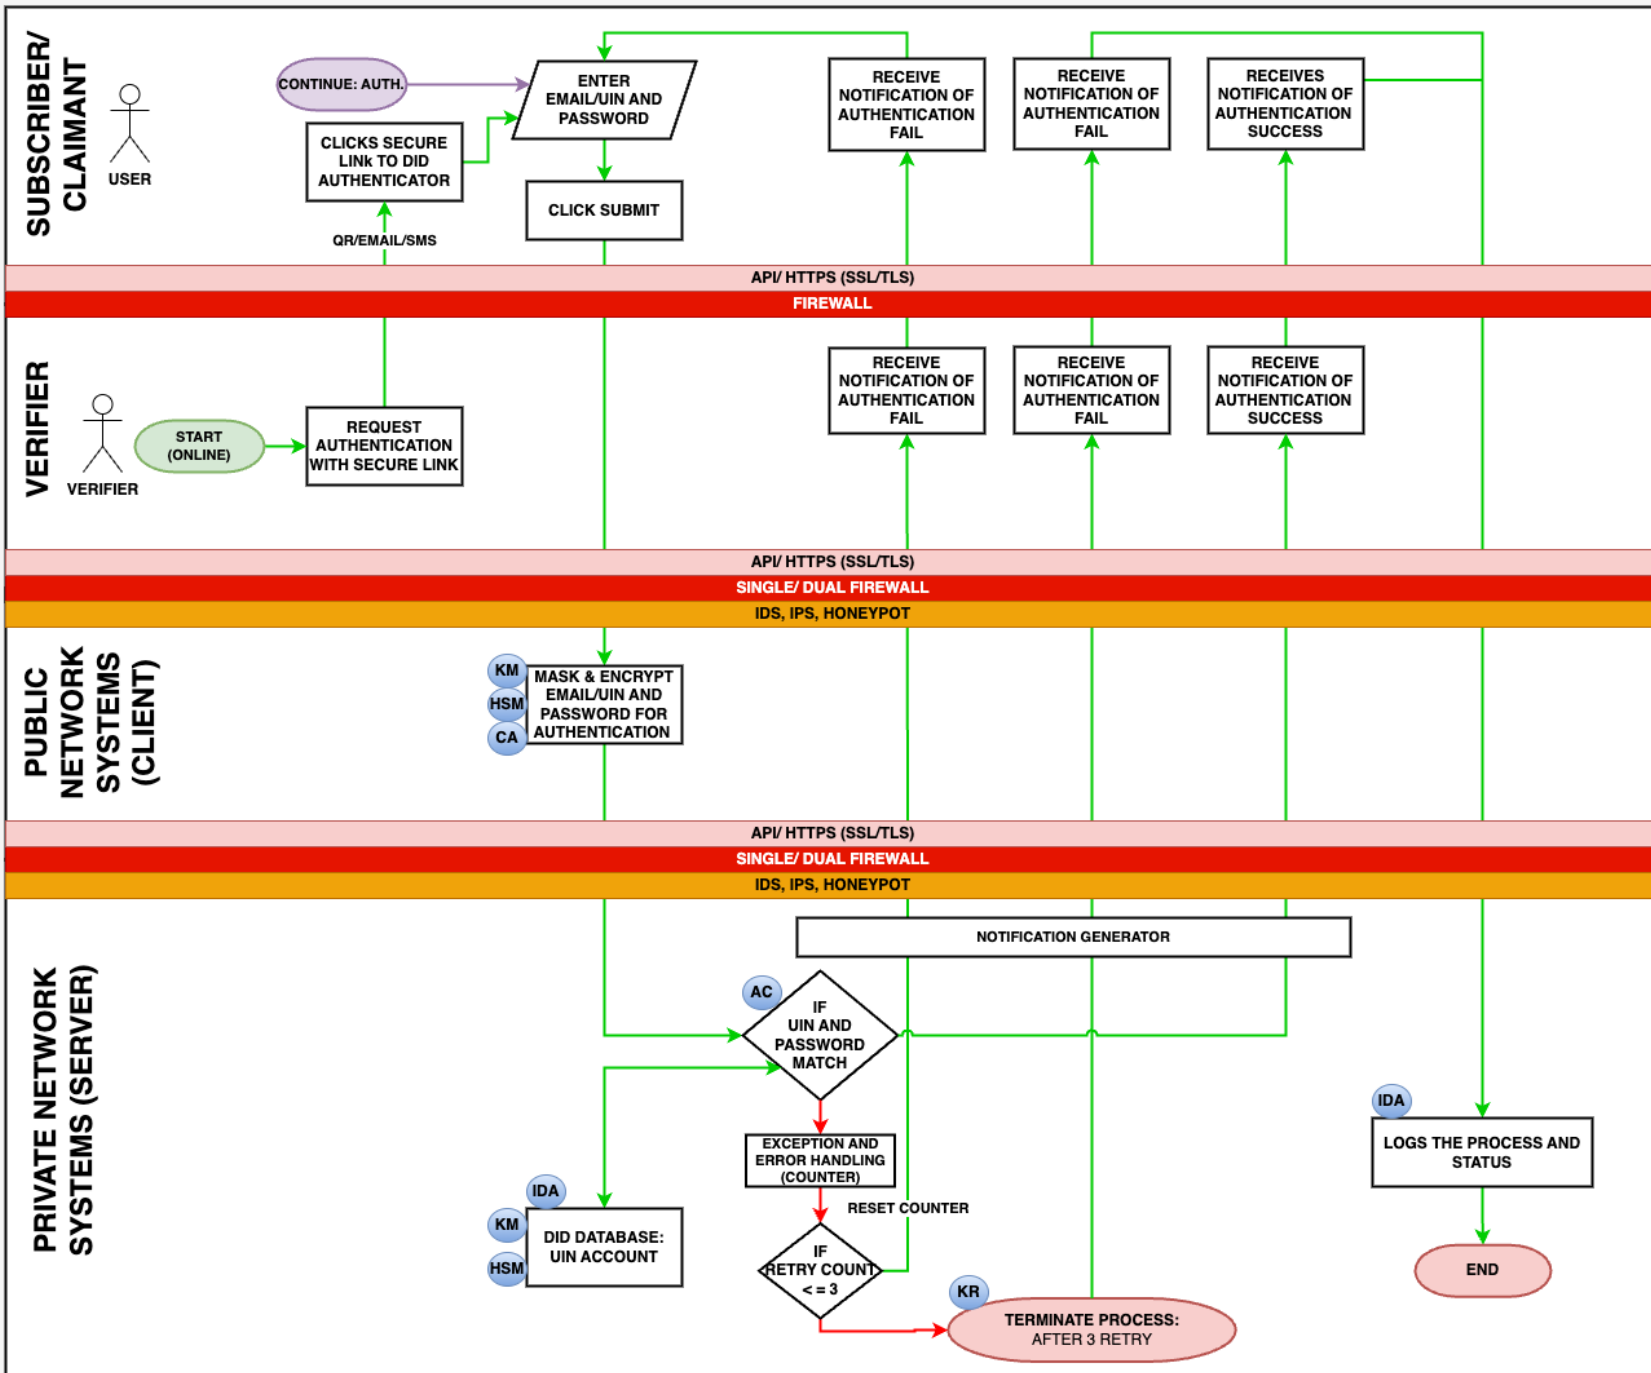 SUBSCRIBER/
CLAIMANT
USER
CONTINUE: AUTH.
CLICKS SECURE
LINk TO DID
AUTHENTICATOR
QR/EMAIL/SMS
ENTER
EMAIL/UIN AND
PASSWORD
CLICK SUBMIT
RECEIVE
NOTIFICATION OF
AUTHENTICATION
FAIL
RECEIVE
NOTIFICATION OF
AUTHENTICATION
FAIL
RECEIVES
NOTIFICATION OF
AUTHENTICATION
SUCCESS
API/ HTTPS (SSL/TLS)
FIREWALL
VERIFIER
VERIFIER
START
(ONLINE)
REQUEST
AUTHENTICATION
WITH SECURE LINK
RECEIVE
NOTIFICATION OF
AUTHENTICATION
FAIL
RECEIVE
NOTIFICATION OF
AUTHENTICATION
FAIL
RECEIVE
NOTIFICATION OF
AUTHENTICATION
SUCCESS
API/ HTTPS (SSL/TLS)
SINGLE/ DUAL FIREWALL
IDS, IPS, HONEYPOT
PUBLIC
NETWORK
SYSTEMS
(CLIENT)
KM
HSM
CA
MASK & ENCRYPT
EMAIL/UIN AND
PASSWORD FOR
AUTHENTICATION
API/ HTTPS (SSL/TLS)
SINGLE/ DUAL FIREWALL
IDS, IPS, HONEYPOT
PRIVATE NETWORK
SYSTEMS (SERVER)
NOTIFICATION GENERATOR
AC
IF
UIN AND
PASSWORD
MATCH
EXCEPTION AND
ERROR HANDLING
(COUNTER)
RESET COUNTER
IF
RETRY COUNT
< = 3
IDA
KM
HSM
DID DATABASE:
UIN ACCOUNT
KR
TERMINATE PROCESS:
AFTER 3 RETRY
IDA
LOGS THE PROCESS AND
STATUS
END